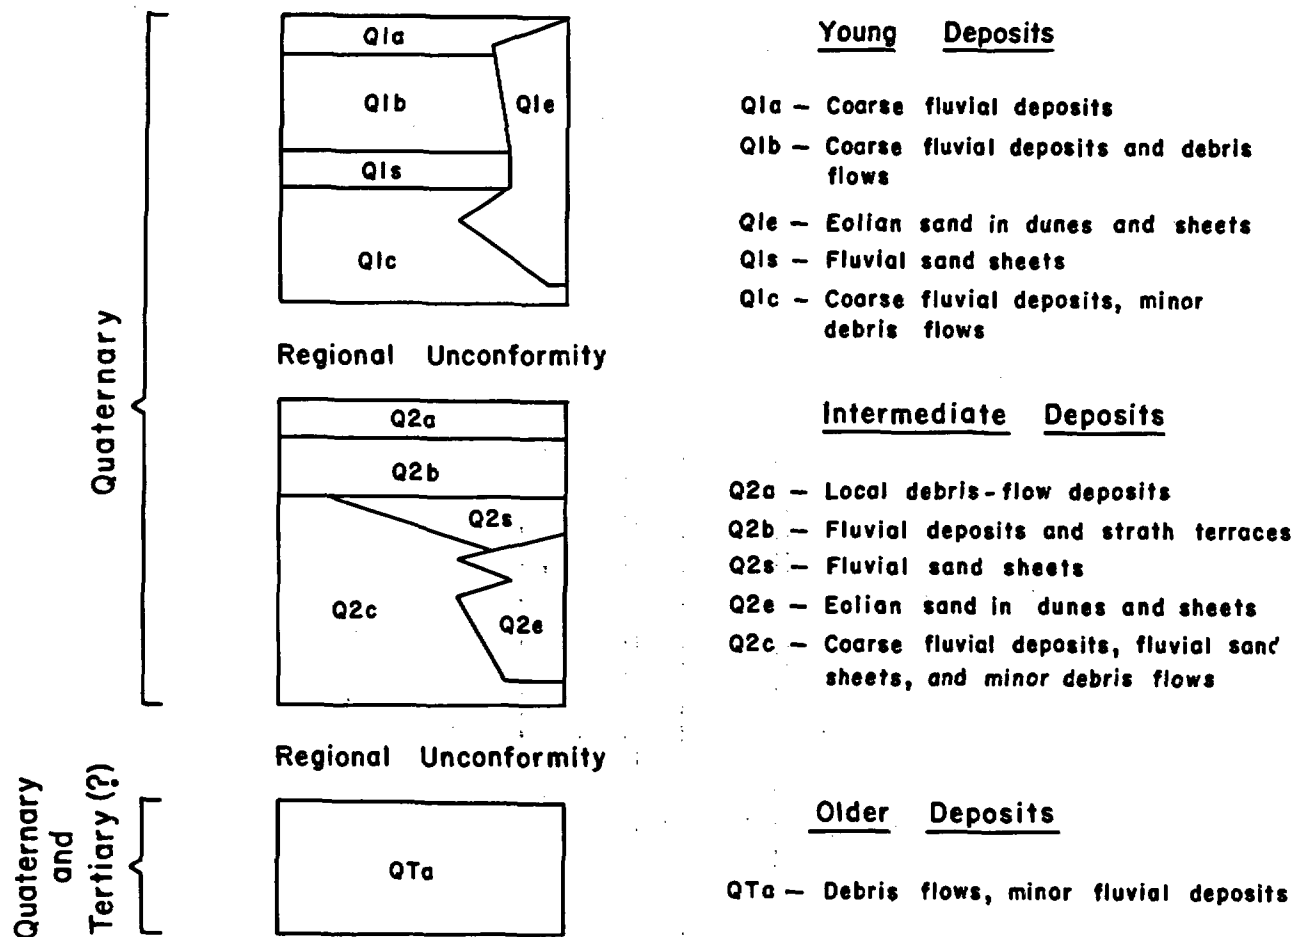 Quaternary
Q1a
Q1b
Q1e
Q1s
Q1c
Regional Unconformity
Q2a
Q2b
Q2s
Q2c
Q2e
Regional Unconformity
Quaternary
and
Tertiary (?)
QTa
Young Deposits
Q1a – Coarse fluvial deposits
Q1b – Coarse fluvial deposits and debris
flows
Q1e – Eolian sand in dunes and sheets
Q1s – Fluvial sand sheets
Q1c – Coarse fluvial deposits, minor
debris flows
Intermediate Deposits
Q2a – Local debris-flow deposits
Q2b – Fluvial deposits and strath terraces
Q2s – Fluvial sand sheets
Q2e – Eolian sand in dunes and sheets
Q2c – Coarse fluvial deposits, fluvial sand
sheets, and minor debris flows
Older Deposits
QTa – Debris flows, minor fluvial deposits